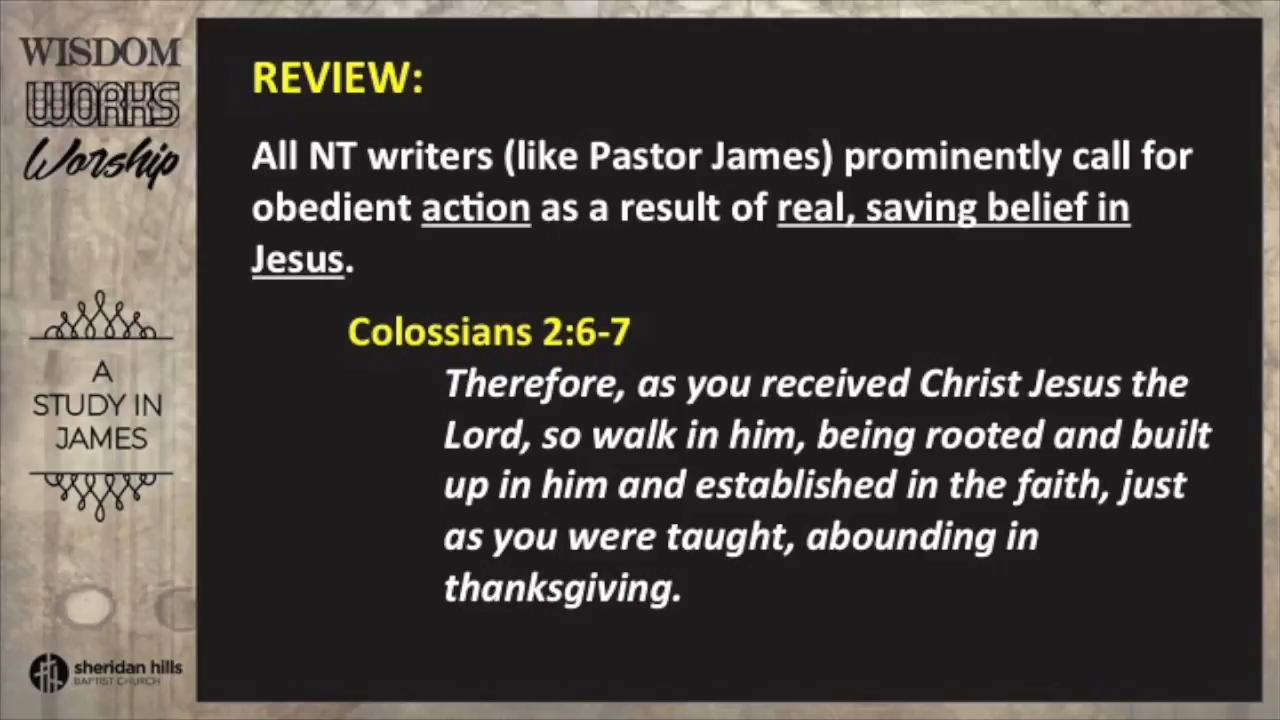 WISDOM
WORKS
Worship
A
STUDY IN
JAMES
sheridan hills
BAPTIST CHURCH
REVIEW:
All NT writers (like Pastor James) prominently call for
obedient action as a result of real, saving belief in
Jesus.
Colossians 2:6-7
Therefore, as you received Christ Jesus the
Lord, so walk in him, being rooted and built
up in him and established in the faith, just
as you were taught, abounding in
thanksgiving.